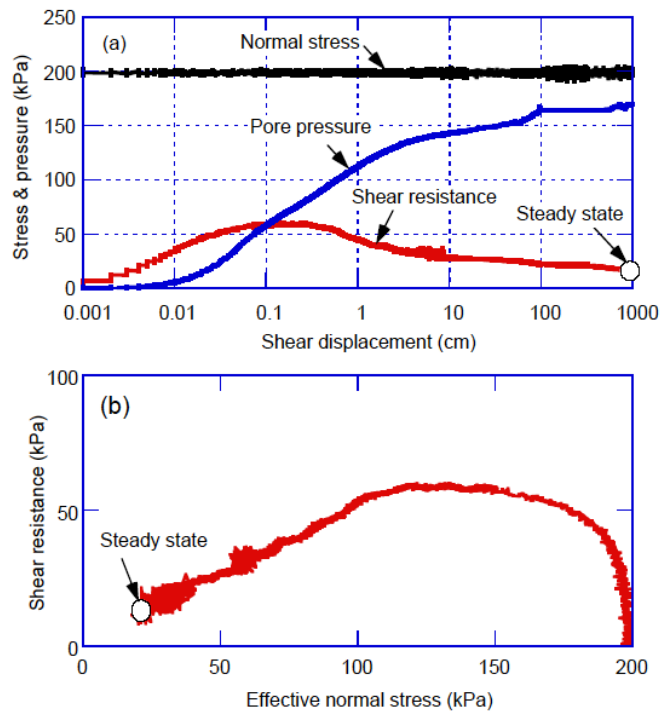 250
(a)
Normal stress
200
150
Pore pressure
100
Shear resistance
Steady state
50
0
0.001 0.01 0.1 1 10 100 1000
Shear displacement (cm)
Stress & pressure (kPa)
100
(b)
50
Steady state
0
0 50 100 150 200
Effective normal stress (kPa)
Shear resistance (kPa)